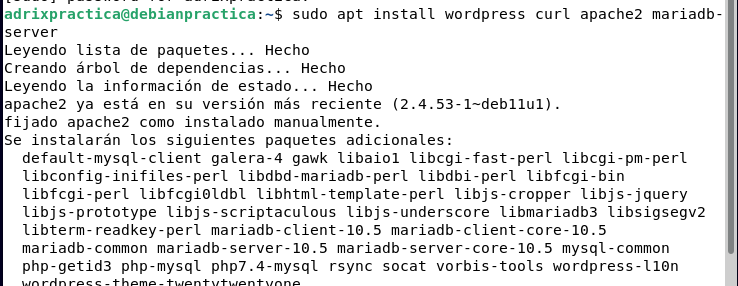 adrixpractica@debianpractica:~$ sudo apt install wordpress curl apache2 mariadb-
server
Leyendo lista de paquetes... Hecho
Creando árbol de dependencias... Hecho
Leyendo la información de estado... Hecho
apache2 ya está en su versión más reciente (2.4.53-1~deb11u1).
fijado apache2 como instalado manualmente.
Se instalarán los siguientes paquetes adicionales:
default-mysql-client galera-4 gawk libaio1 libcgi-fast-perl libcgi-pm-perl
libconfig-inifiles-perl libdbd-mariadb-perl libdbi-perl libfcgi-bin
libfcgi-perl libfcgi0ldbl libhtml-template-perl libjs-cropper libjs-jquery
libjs-prototype libjs-scriptaculous libjs-underscore libmariadb3 libsigsegv2
libterm-readkey-perl mariadb-client-10.5 mariadb-client-core-10.5
mariadb-common mariadb-server-10.5 mariadb-server-core-10.5 mysql-common
php-getid3 php-mysql php7.4-mysql rsync socat vorbis-tools wordpress-l10n
wordpress-theme-twentytwentyone